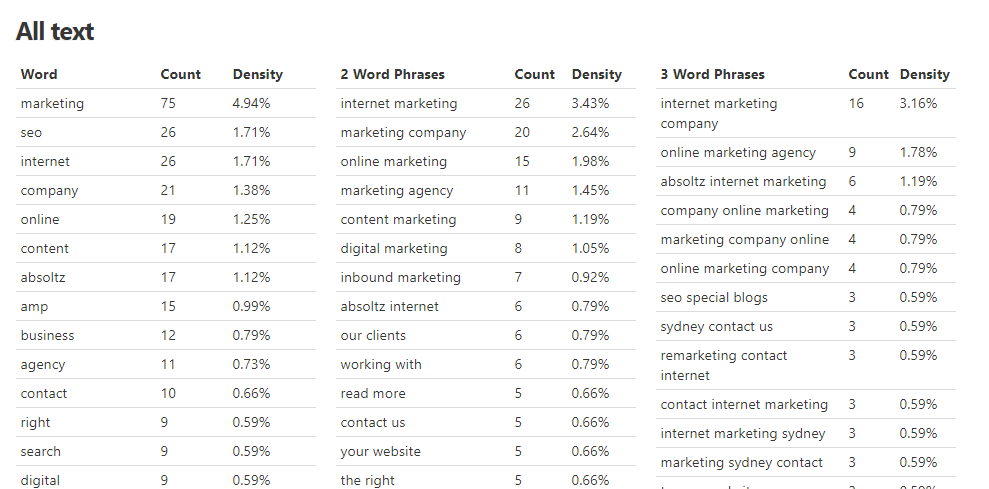 All text
Word Count Density
marketing 75 4.94%
seo 26 1.71%
internet 26 1.71%
company 21 1.38%
online 19 1.25%
content 17 1.12%
absoltz 17 1.12%
amp 15 0.99%
business 12 0.79%
agency 11 0.73%
contact 10 0.66%
right 9 0.59%
search 9 0.59%
digital 9 0.59%
2 Word Phrases Count Density
internet marketing 26 3.43%
marketing company 20 2.64%
online marketing 15 1.98%
marketing agency 11 1.45%
content marketing 9 1.19%
digital marketing 8 1.05%
inbound marketing 7 0.92%
absoltz internet 6 0.79%
our clients 6 0.79%
working with 6 0.79%
read more 5 0.66%
contact us 5 0.66%
your website 5 0.66%
the right 5 0.66%
3 Word Phrases Count Density
internet marketing 16 3.16%
company
online marketing agency 9 1.78%
absoltz internet marketing 6 1.19%
company online marketing 4 0.79%
marketing company online 4 0.79%
online marketing company 4 0.79%
seo special blogs 3 0.59%
sydney contact us 3 0.59%
remarketing contact 3 0.59%
internet
contact internet marketing 3 0.59%
internet marketing sydney 3 0.59%
marketing sydney contact 3 0.59%